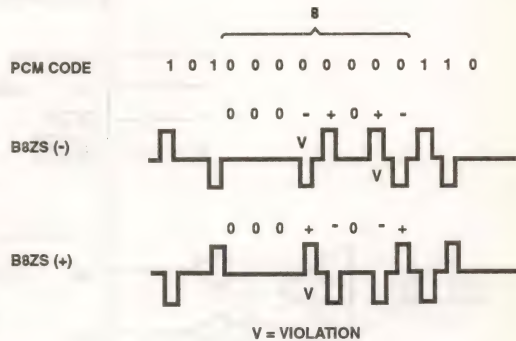 8
PCM CODE 1 0 1 0 0 0 0 0 0 0 0 1 1 0
0 0 0 - + 0 + -
B8ZS (-)
V
V
0 0 0 + - 0 - +
B8ZS (+)
V
V = VIOLATION